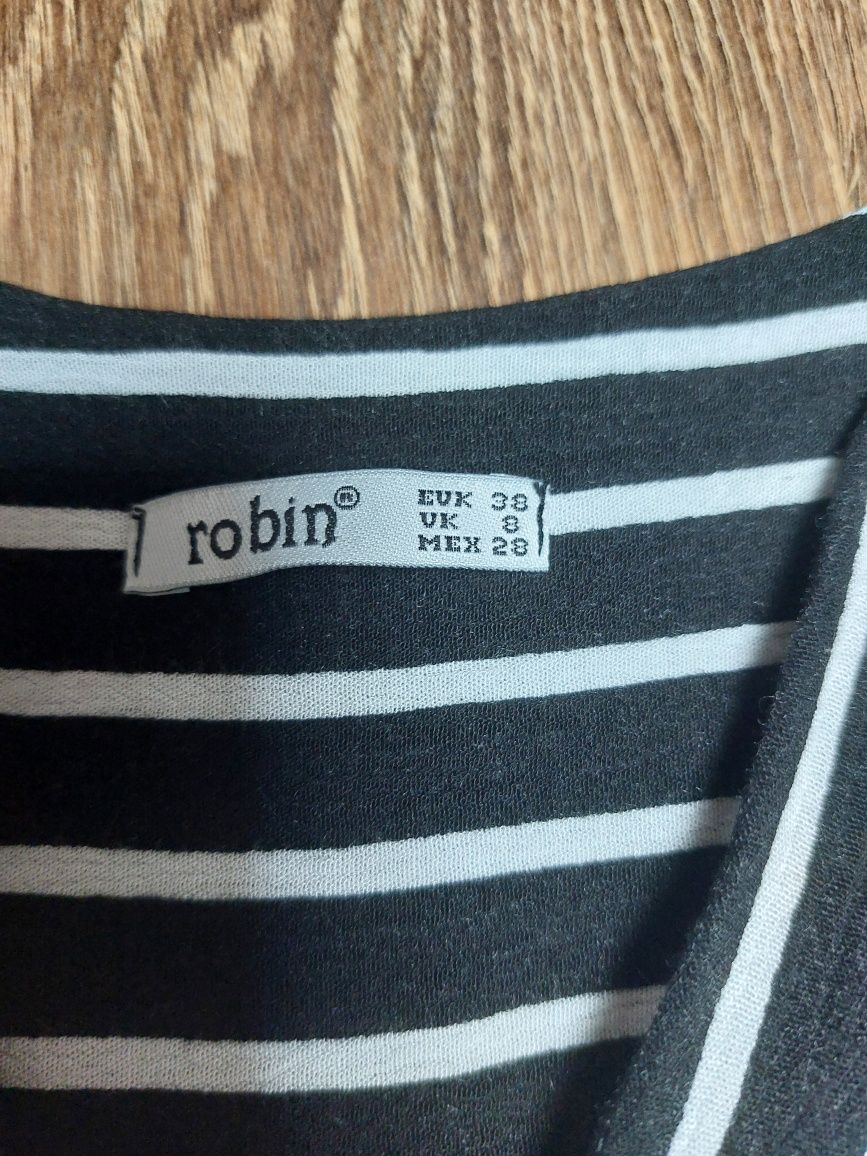 robin®
EUR 38
UK 8
MEX 28